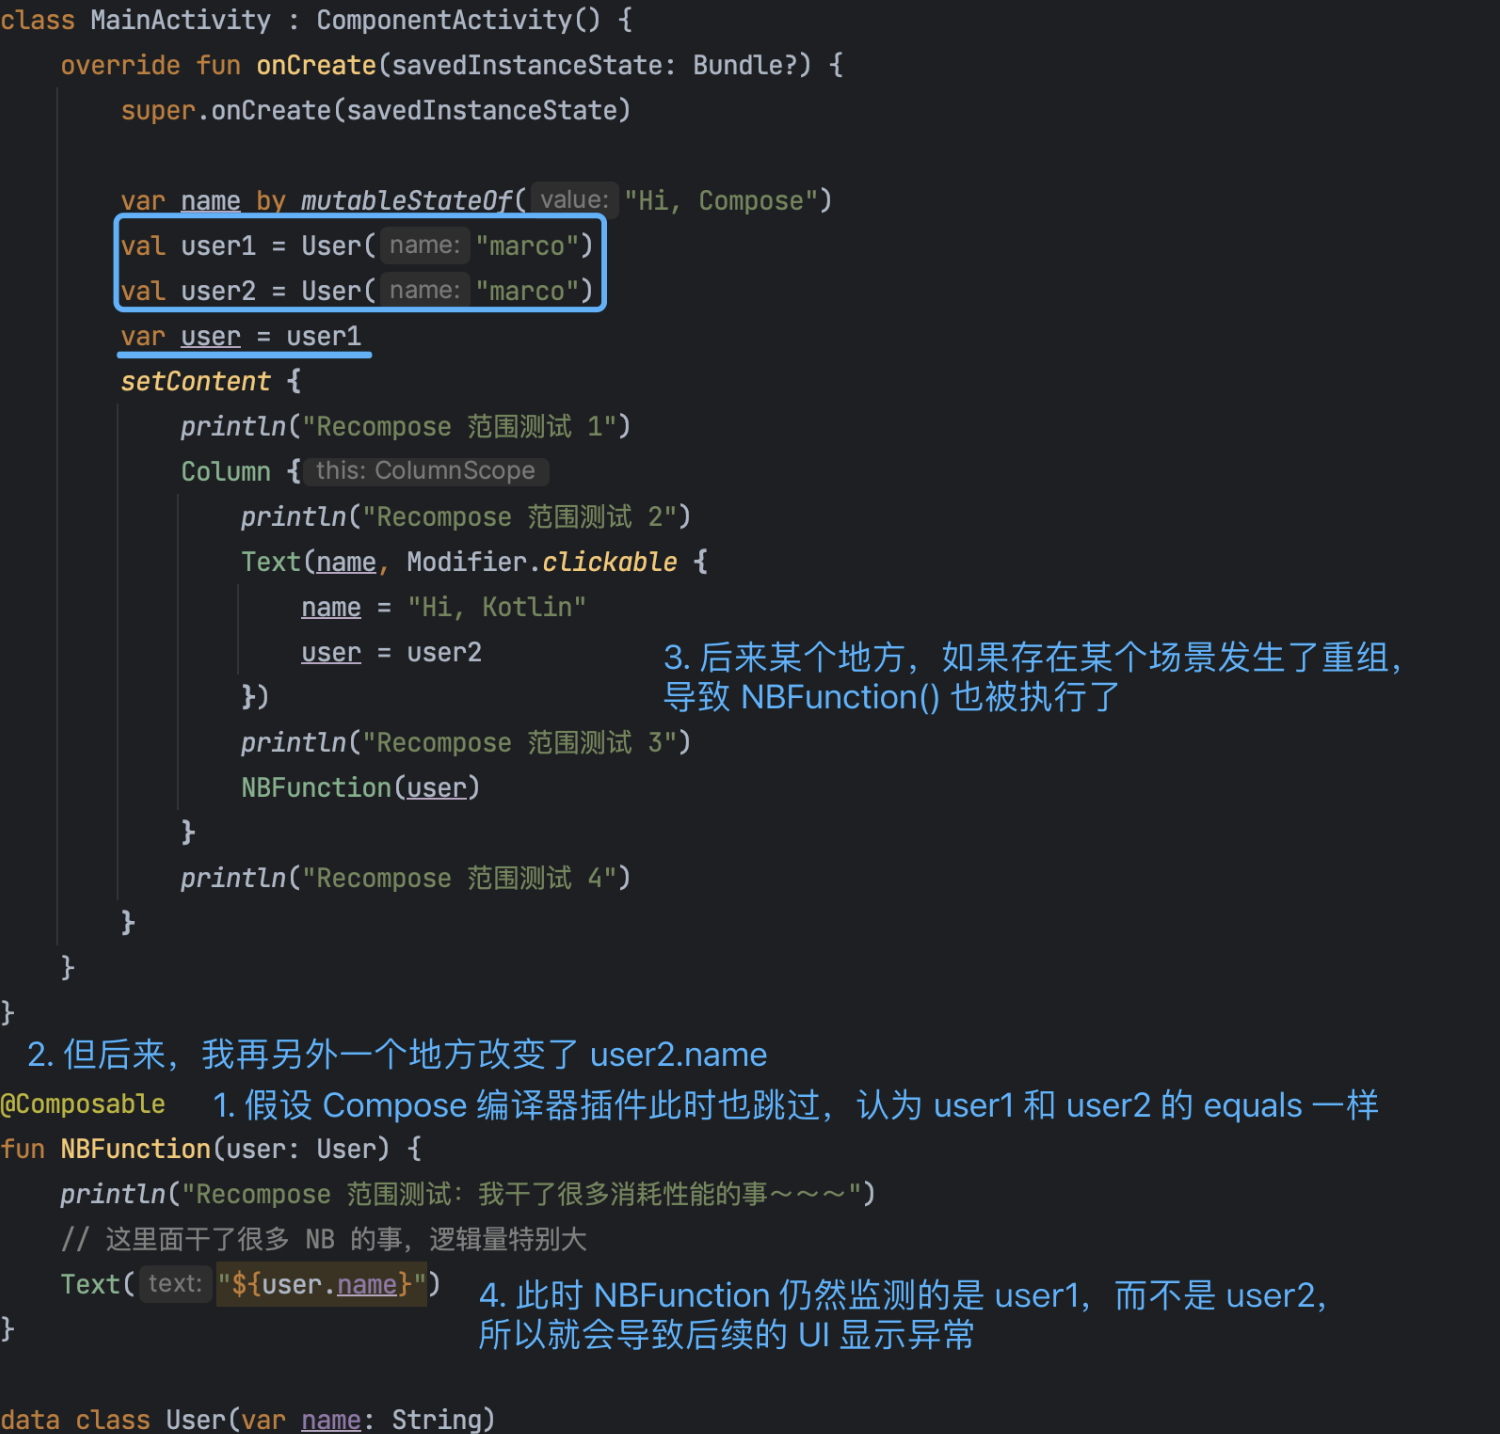 class MainActivity : ComponentActivity() {
override fun onCreate(savedInstanceState: Bundle?) {
super.onCreate(savedInstanceState)
var name by mutableStateOf( value: "Hi, Compose")
val user1 = User( name: "marco")
val user2 = User( name: "marco")
var user = user1
setContent {
println("Recompose 范围测试 1")
Column { this: ColumnScope
println("Recompose 范围测试 2")
Text(name, Modifier.clickable {
name = "Hi, Kotlin"
user = user2
3. 后来某个地方，如果存在某个场景发生了重组，
导致 NBFunction() 也被执行了
})
println("Recompose 范围测试 3")
NBFunction(user)
}
println("Recompose 范围测试 4")
}
}
}
2. 但后来，我再另外一个地方改变了 user2.name
@Composable
1. 假设 Compose 编译器插件此时也跳过，认为 user1 和 user2 的 equals 一样
fun NBFunction(user: User) {
println("Recompose 范围测试：我干了很多消耗性能的事～～～")
// 这里面干了很多 NB 的事，逻辑量特别大
Text( text: "${user.name}")
4. 此时 NBFunction 仍然监测的是 user1，而不是 user2，
所以就会导致后续的 UI 显示异常
}
data class User(var name: String)